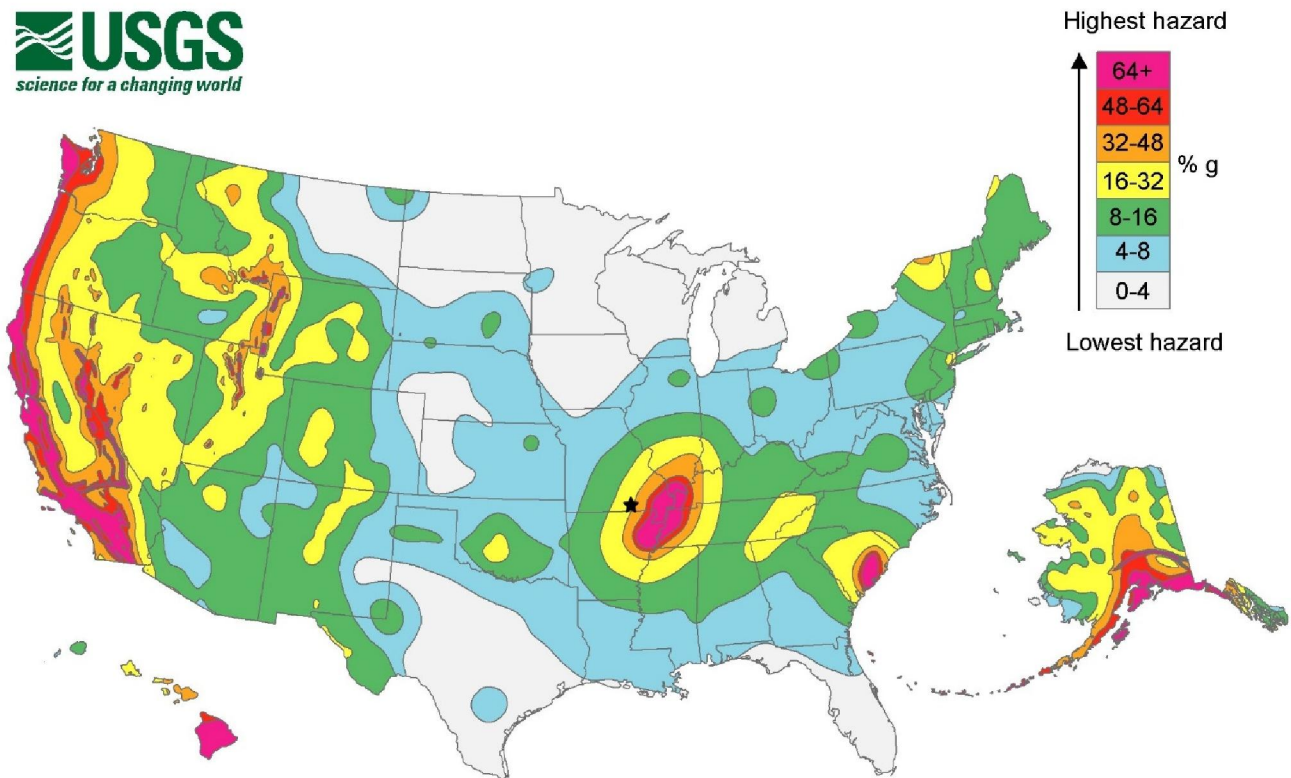 USGS
science for a changing world
Highest hazard
64+
48-64
32-48
16-32
8-16
4-8
0-4
% g
Lowest hazard